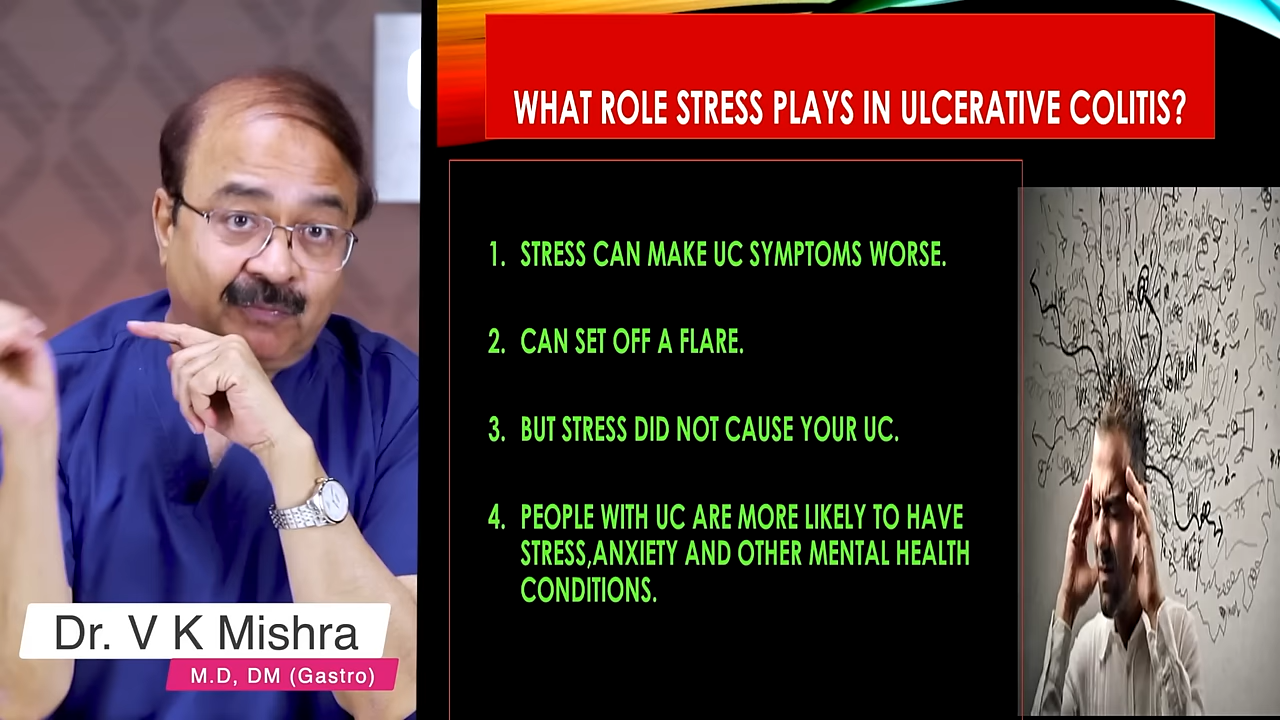 WHAT ROLE STRESS PLAYS IN ULCERATIVE COLITIS?
1. STRESS CAN MAKE UC SYMPTOMS WORSE.
2. CAN SET OFF A FLARE.
3. BUT STRESS DID NOT CAUSE YOUR UC.
4. PEOPLE WITH UC ARE MORE LIKELY TO HAVE
STRESS,ANXIETY AND OTHER MENTAL HEALTH
CONDITIONS.
Dr. V K Mishra
M.D, DM (Gastro)